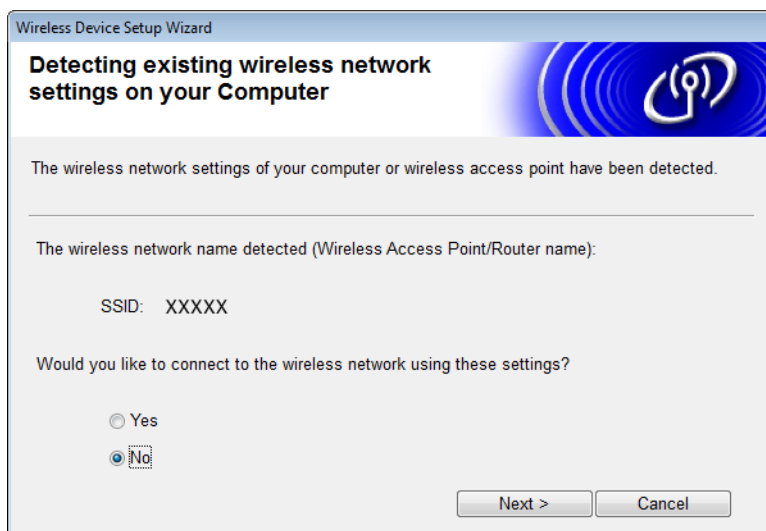 Wireless Device Setup Wizard
Detecting existing wireless network
settings on your Computer
The wireless network settings of your computer or wireless access point have been detected.
The wireless network name detected (Wireless Access Point/Router name):
SSID: XXXXX
Would you like to connect to the wireless network using these settings?
Yes
No
Next > Cancel